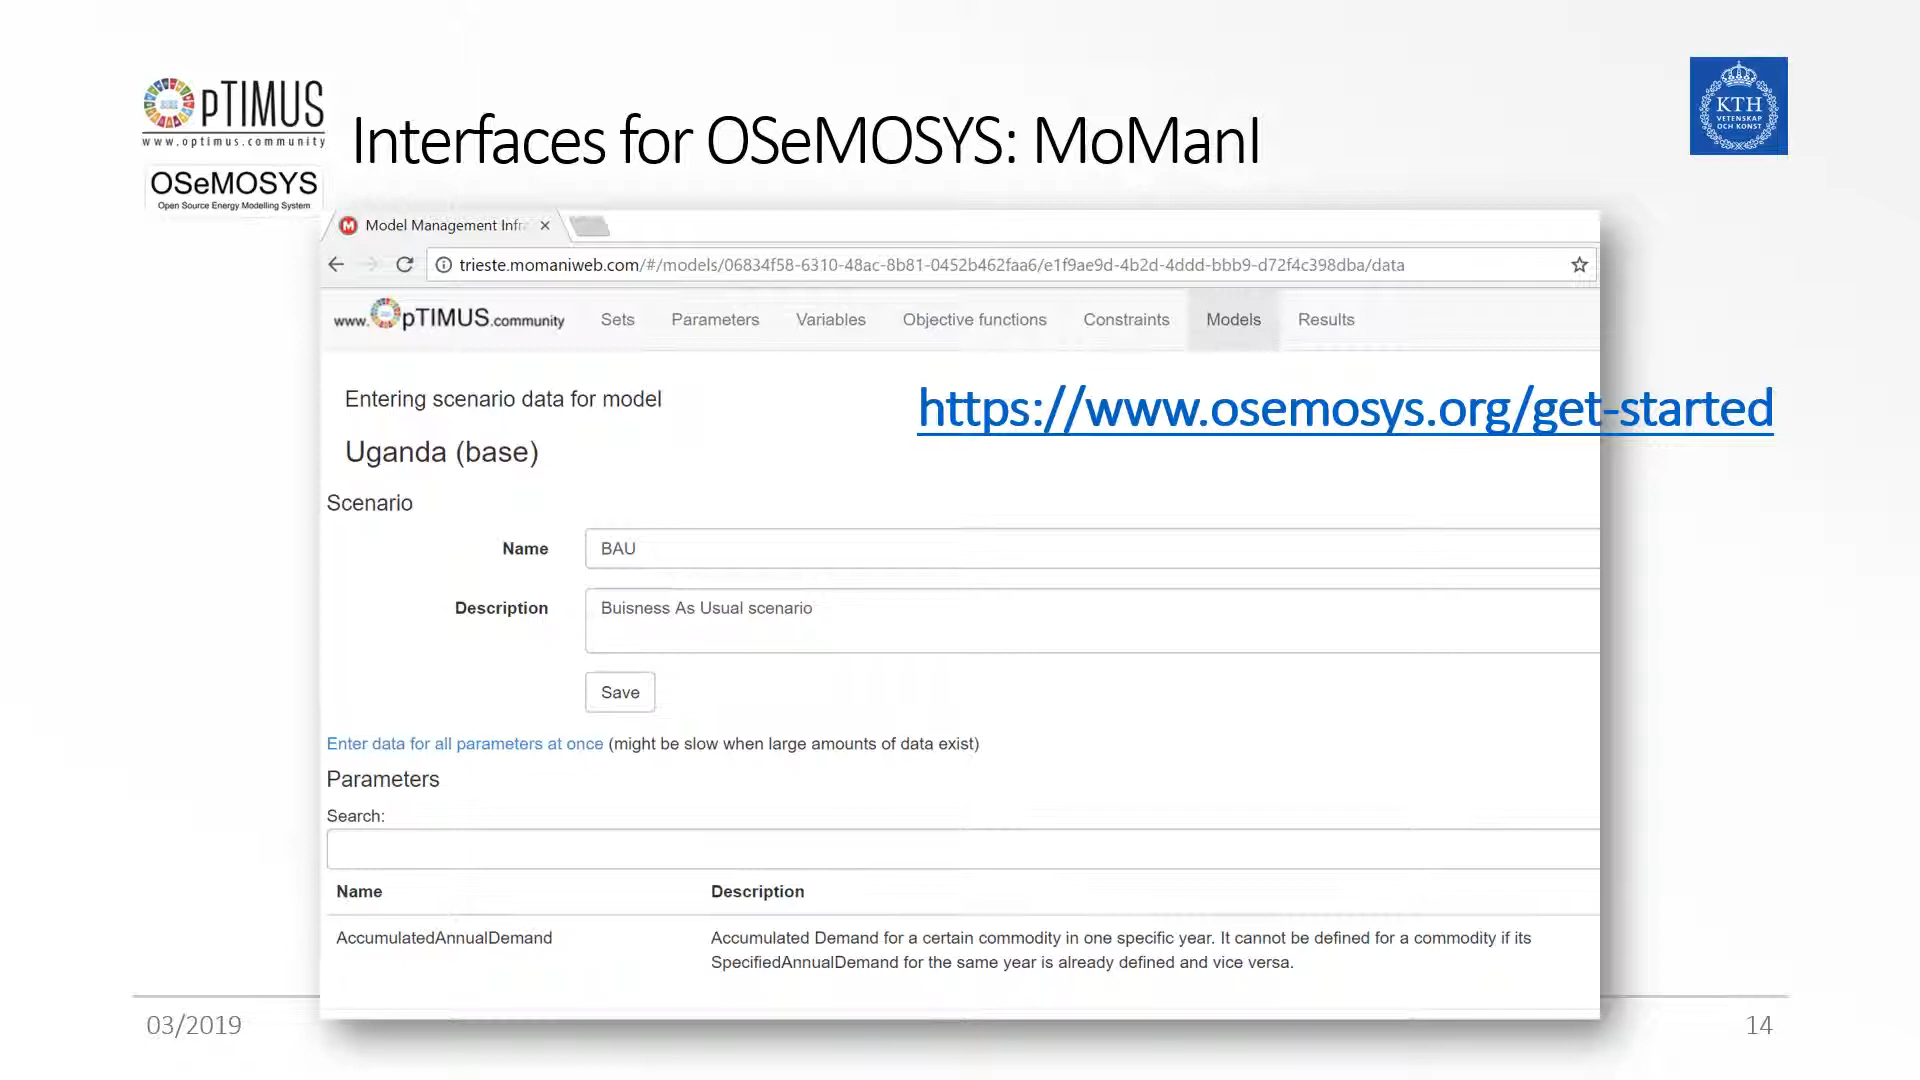 pTIMUS
www.optimus.community
OSeMOSYS
Open Source Energy Modelling System
Interfaces for OSeMOSYS: MoManI
KTH
VETENSKAP
OCH KONST
Model Management Infr
trieste.momaniweb.com/#/models/06834f58-6310-48ac-8b81-0452b462faa6/e1f9ae9d-4b2d-4ddd-bbb9-d72f4c398dba/data
www.OpTIMUS.community Sets Parameters Variables Objective functions Constraints Models Results
Entering scenario data for model
https://www.osemosys.org/get-started
Uganda (base)
Scenario
Name BAU
Description Buisness As Usual scenario
Save
Enter data for all parameters at once (might be slow when large amounts of data exist)
Parameters
Search:
Name Description
AccumulatedAnnualDemand Accumulated Demand for a certain commodity in one specific year. It cannot be defined for a commodity if its
SpecifiedAnnualDemand for the same year is already defined and vice versa.
03/2019
14